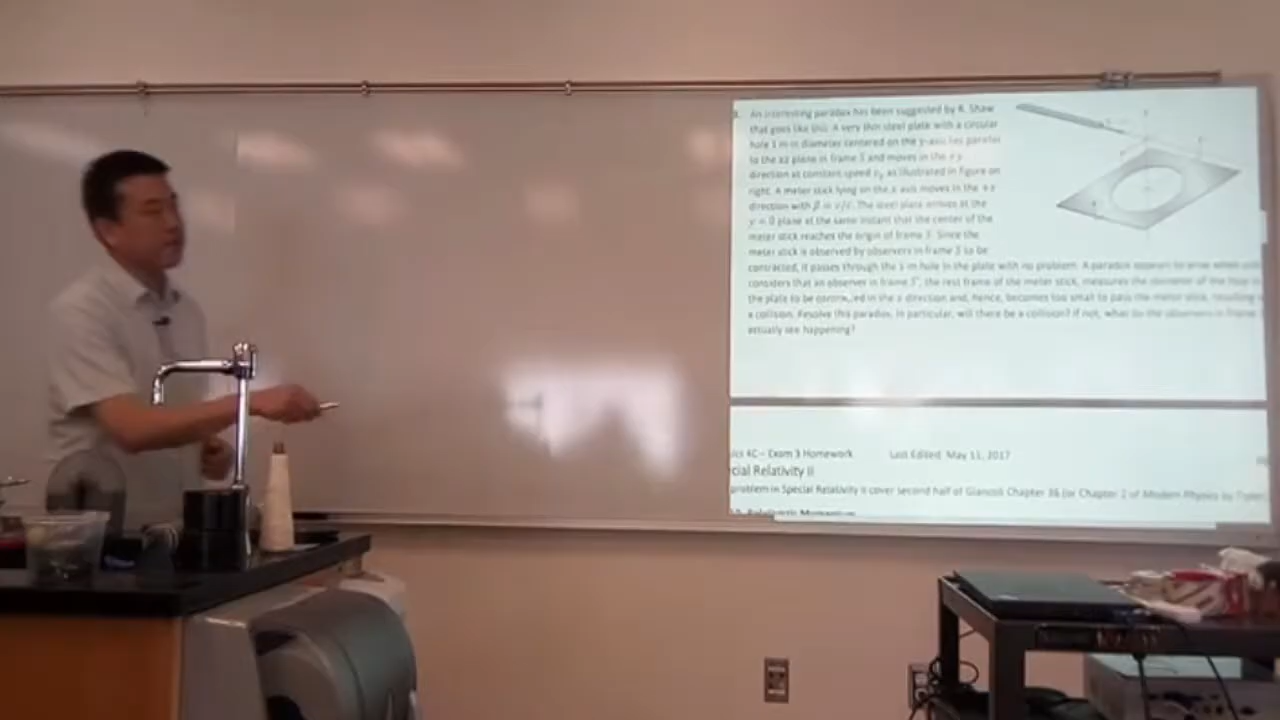 An interesting paradox has been suggested by R. Shaw
that goes like this: A very thin steel plate with a circular
hole 1 m in diameter centered on the y-axis lies parallel
to the xz plane in frame S and moves in the +y
direction at constant speed vy as illustrated in figure on
right. A meter stick lying on the x axis moves in the +x
direction with β = v/c. The steel plate arrives at the
y = 0 plane at the same instant that the center of the
meter stick reaches the origin of frame S. Since the
meter stick is observed by observers in frame S to be
contracted, it passes through the 1-m hole in the plate with no problem. A paradox appears to arise when
considers that an observer in frame S', the rest frame of the meter stick, measures the diameter of the hole in
the plate to be contracted in the x direction and, hence, becomes too small to pass the meter stick, resulting
a collision. Resolve this paradox. In particular, will there be a collision? If not, what do the observers in frame
actually see happening?
4C – Exam 3 Homework Last Edited: May 11, 2017
cial Relativity II
problem in Special Relativity II cover second half of Giancoli Chapter 36 (or Chapter 2 of Modern Physics by Tipler